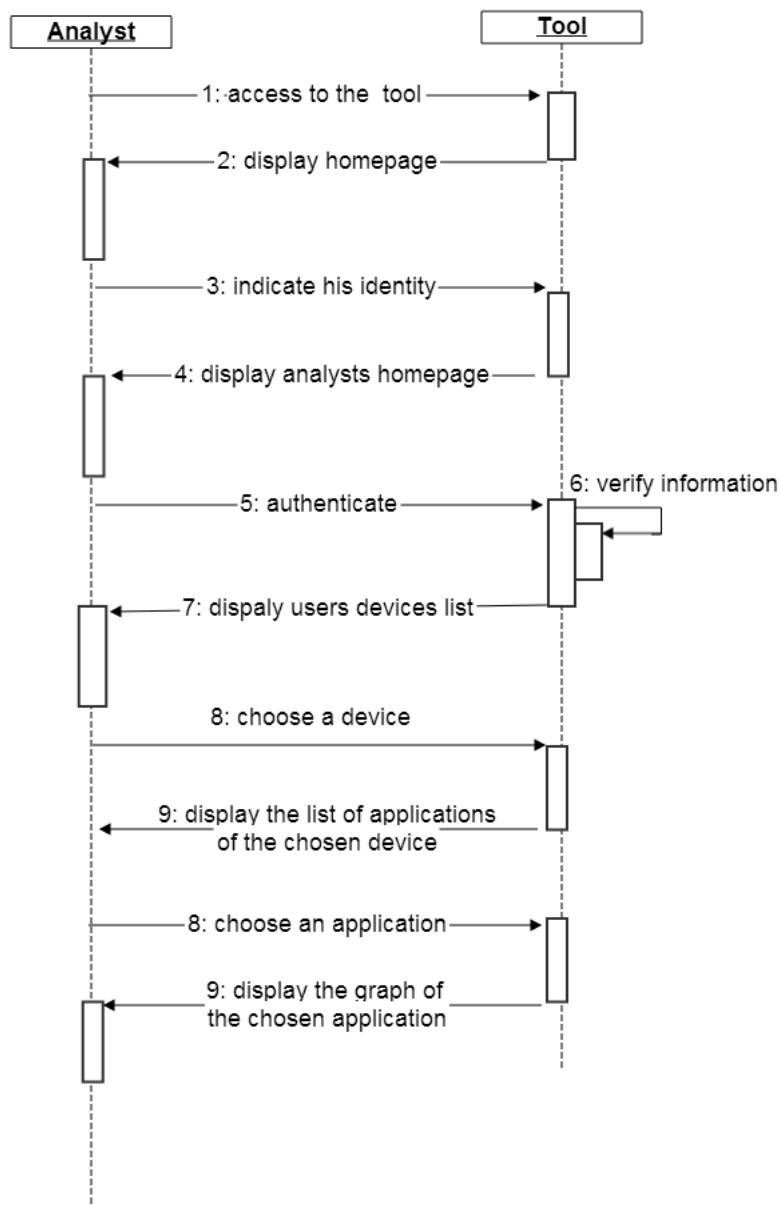 Analyst
Tool
1: access to the tool
2: display homepage
3: indicate his identity
4: display analysts homepage
6: verify information
5: authenticate
7: dispaly users devices list
8: choose a device
9: display the list of applications
of the chosen device
8: choose an application
9: display the graph of
the chosen application